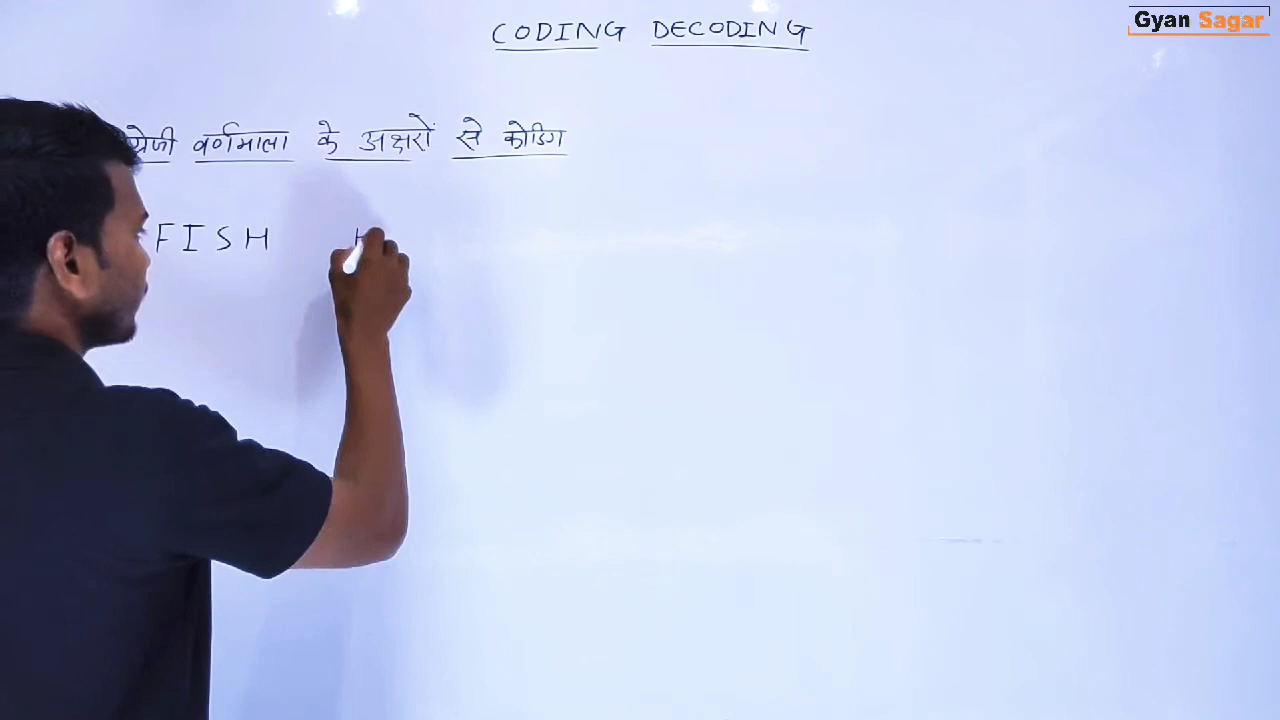 CODING DECODING
Gyan Sagar
वर्णमाला के अक्षरों से कोडिंग
FISH